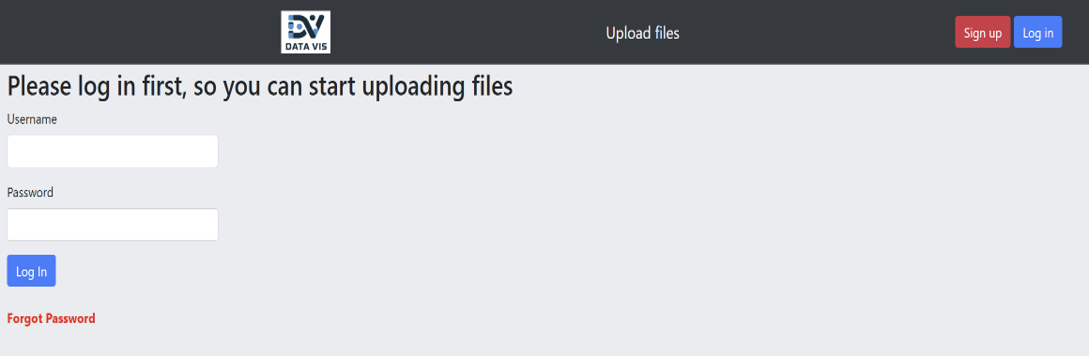 DV
DATA VIS
Upload files
Sign up
Log in
Please log in first, so you can start uploading files
Username
Password
Log In
Forgot Password